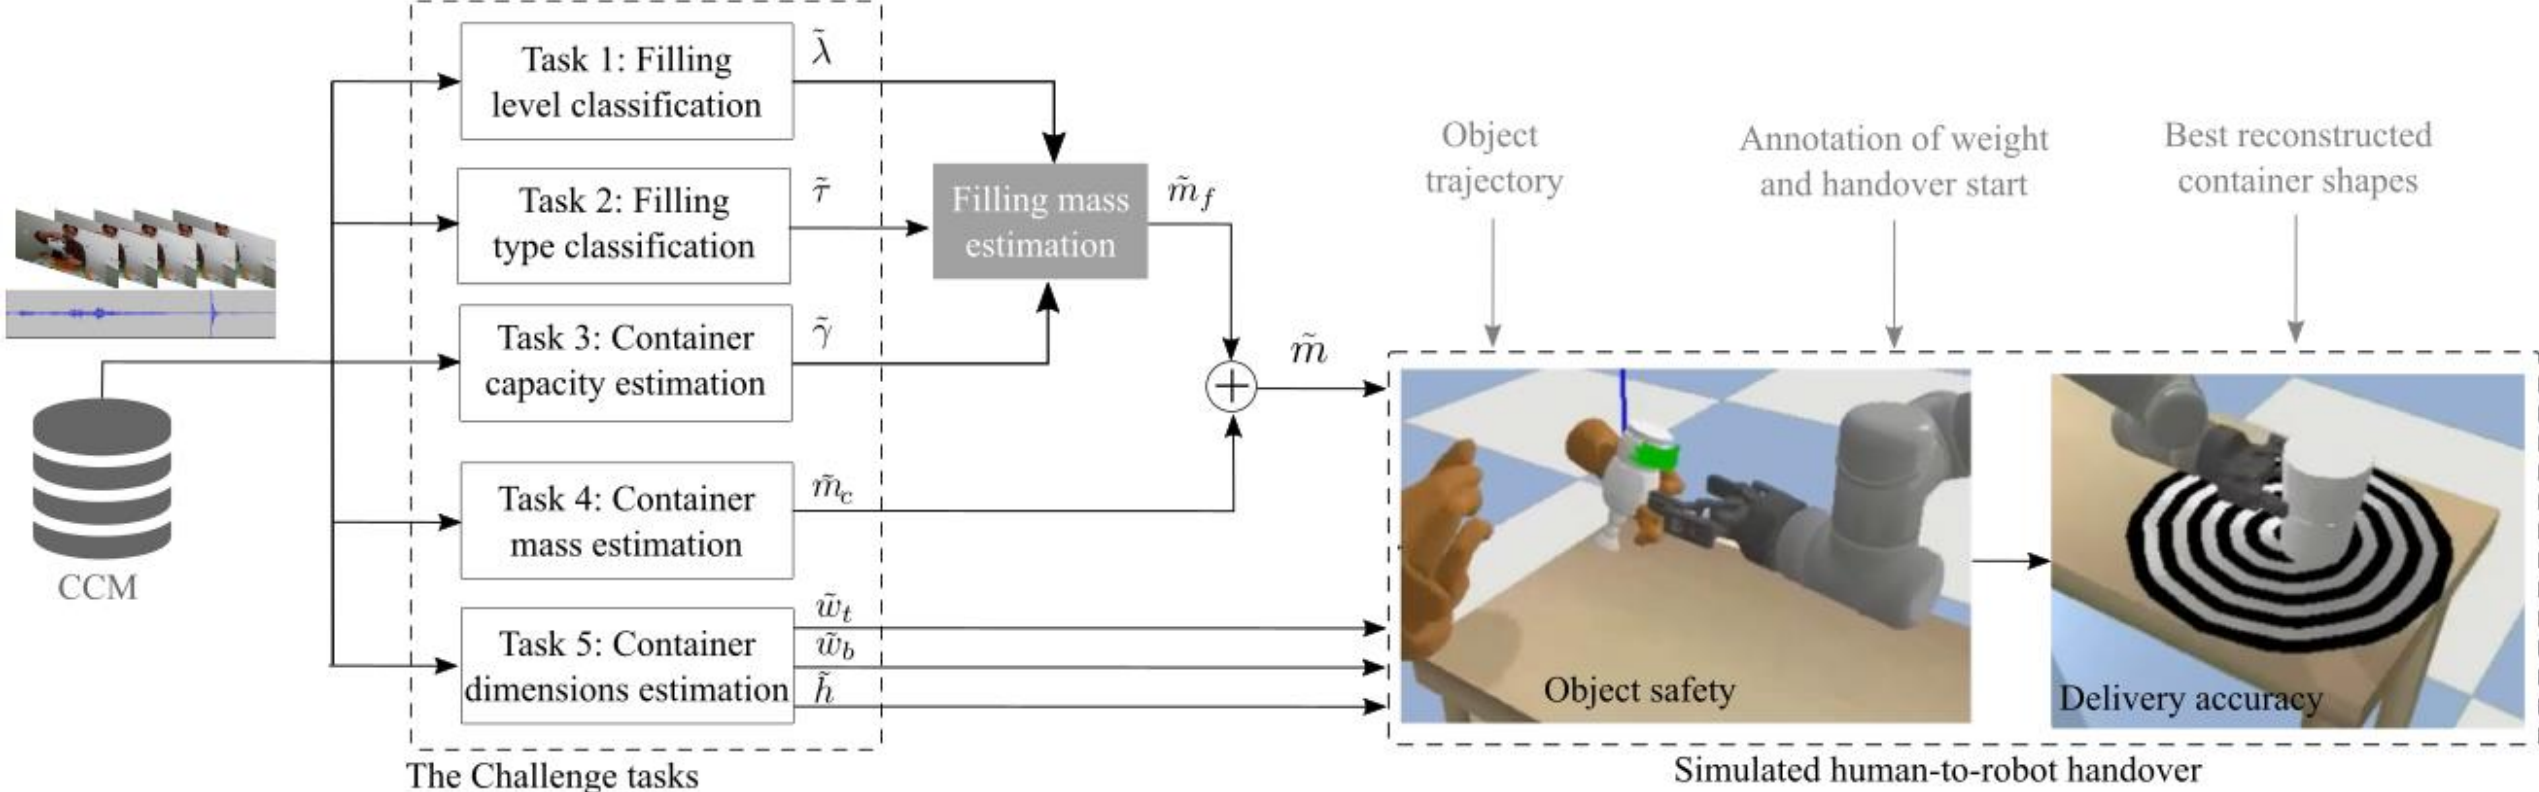 Task 1: Filling
level classification
λ̃
Task 2: Filling
type classification
τ̃
Task 3: Container
capacity estimation
γ̃
Task 4: Container
mass estimation
m̃c
Task 5: Container
dimensions estimation
w̃t
w̃b
h̃
The Challenge tasks
CCM
Filling mass
estimation
m̃f
+
m̃
Object
trajectory
Annotation of weight
and handover start
Best reconstructed
container shapes
Object safety
Delivery accuracy
Simulated human-to-robot handover